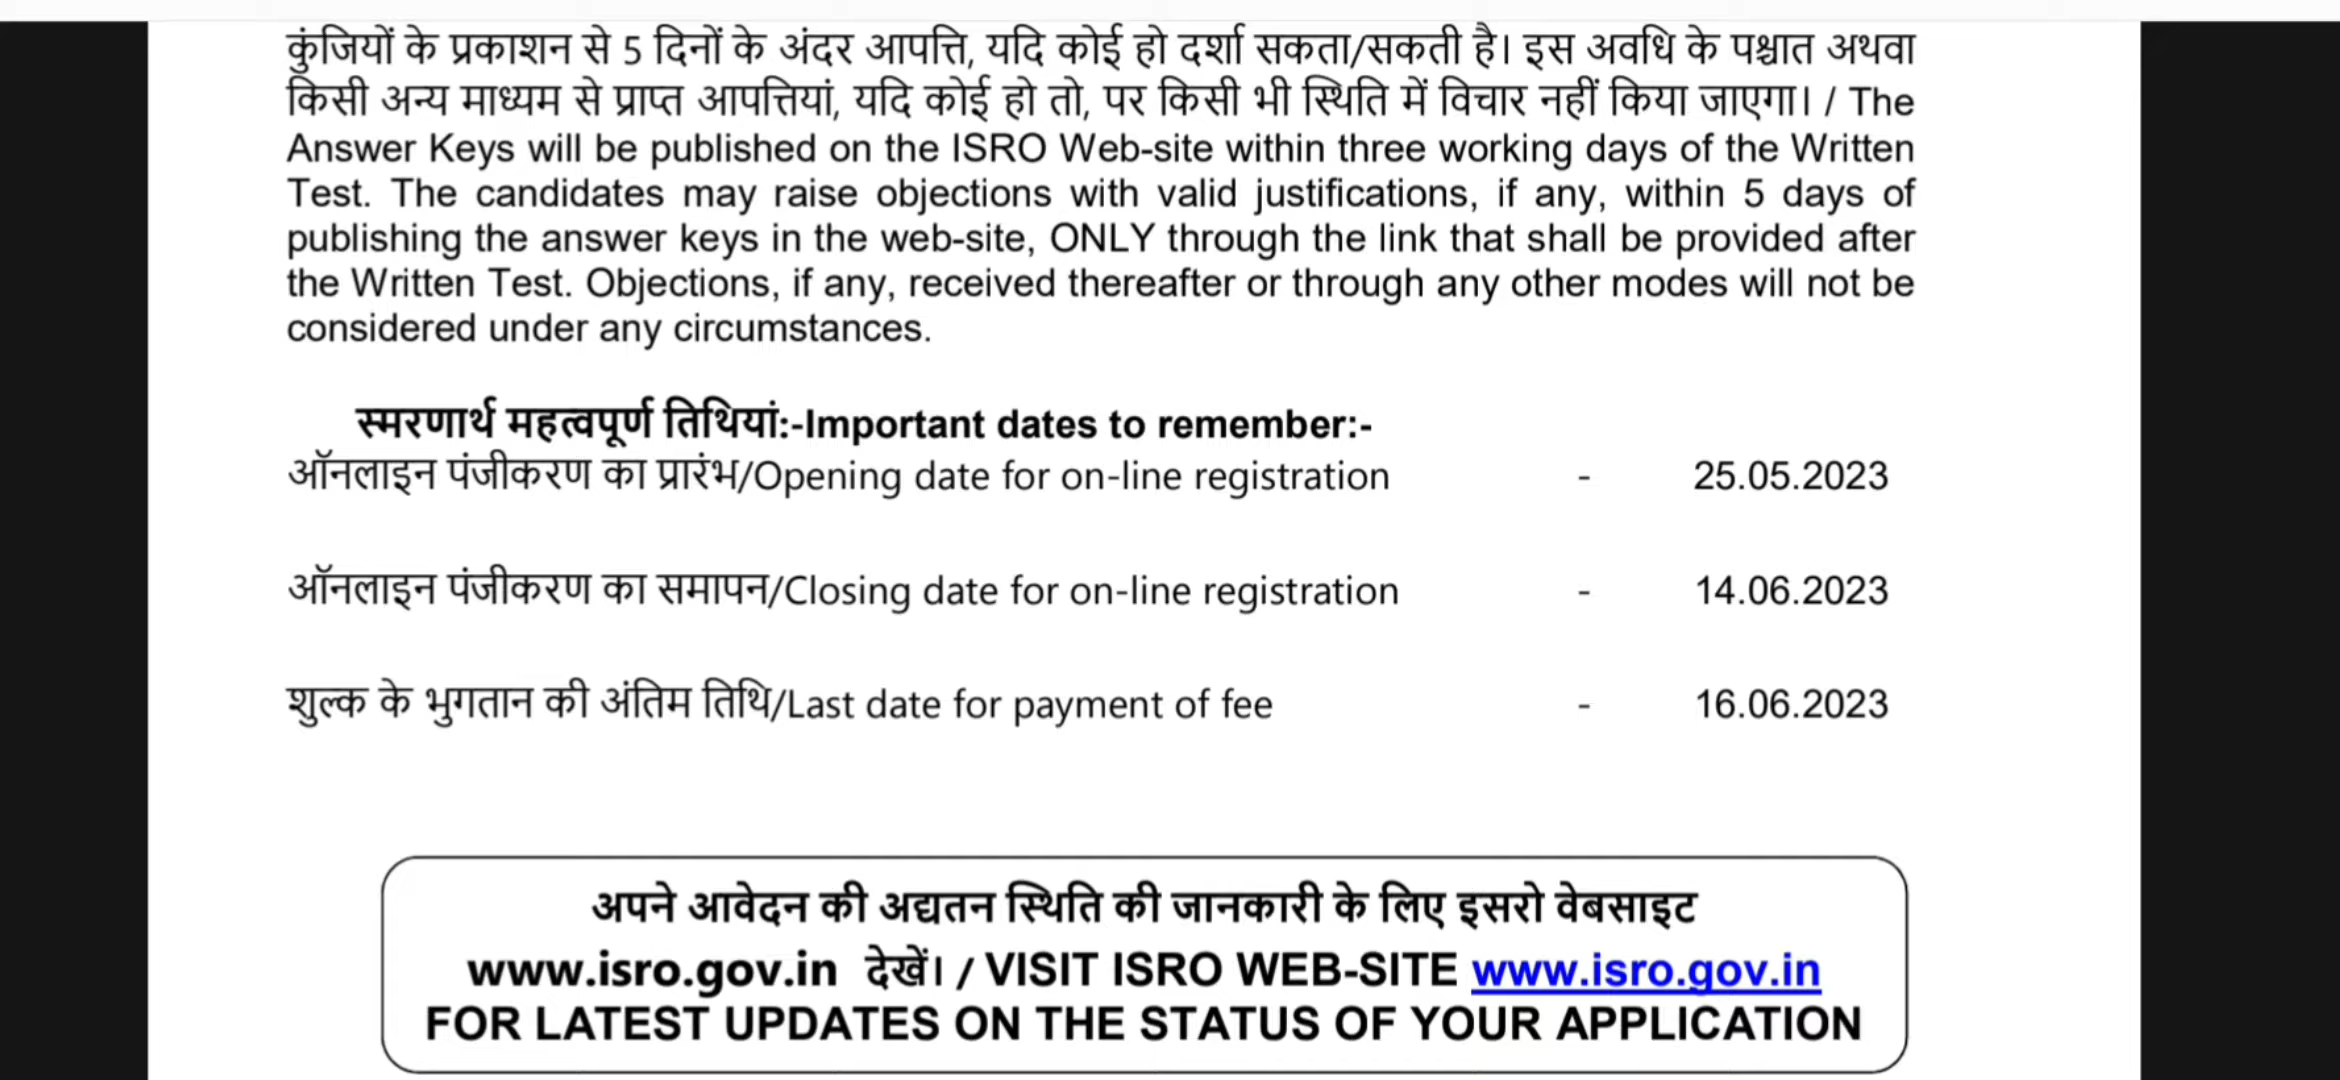 कुंजियों के प्रकाशन से 5 दिनों के अंदर आपत्ति, यदि कोई हो दर्शा सकता/सकती है। इस अवधि के पश्चात अथवा
किसी अन्य माध्यम से प्राप्त आपत्तियां, यदि कोई हो तो, पर किसी भी स्थिति में विचार नहीं किया जाएगा। / The
Answer Keys will be published on the ISRO Web-site within three working days of the Written
Test. The candidates may raise objections with valid justifications, if any, within 5 days of
publishing the answer keys in the web-site, ONLY through the link that shall be provided after
the Written Test. Objections, if any, received thereafter or through any other modes will not be
considered under any circumstances.
स्मरणार्थ महत्वपूर्ण तिथियां:-Important dates to remember:-
ऑनलाइन पंजीकरण का प्रारंभ/Opening date for on-line registration - 25.05.2023
ऑनलाइन पंजीकरण का समापन/Closing date for on-line registration - 14.06.2023
शुल्क के भुगतान की अंतिम तिथि/Last date for payment of fee - 16.06.2023
अपने आवेदन की अद्यतन स्थिति की जानकारी के लिए इसरो वेबसाइट
www.isro.gov.in देखें। / VISIT ISRO WEB-SITE www.isro.gov.in
FOR LATEST UPDATES ON THE STATUS OF YOUR APPLICATION